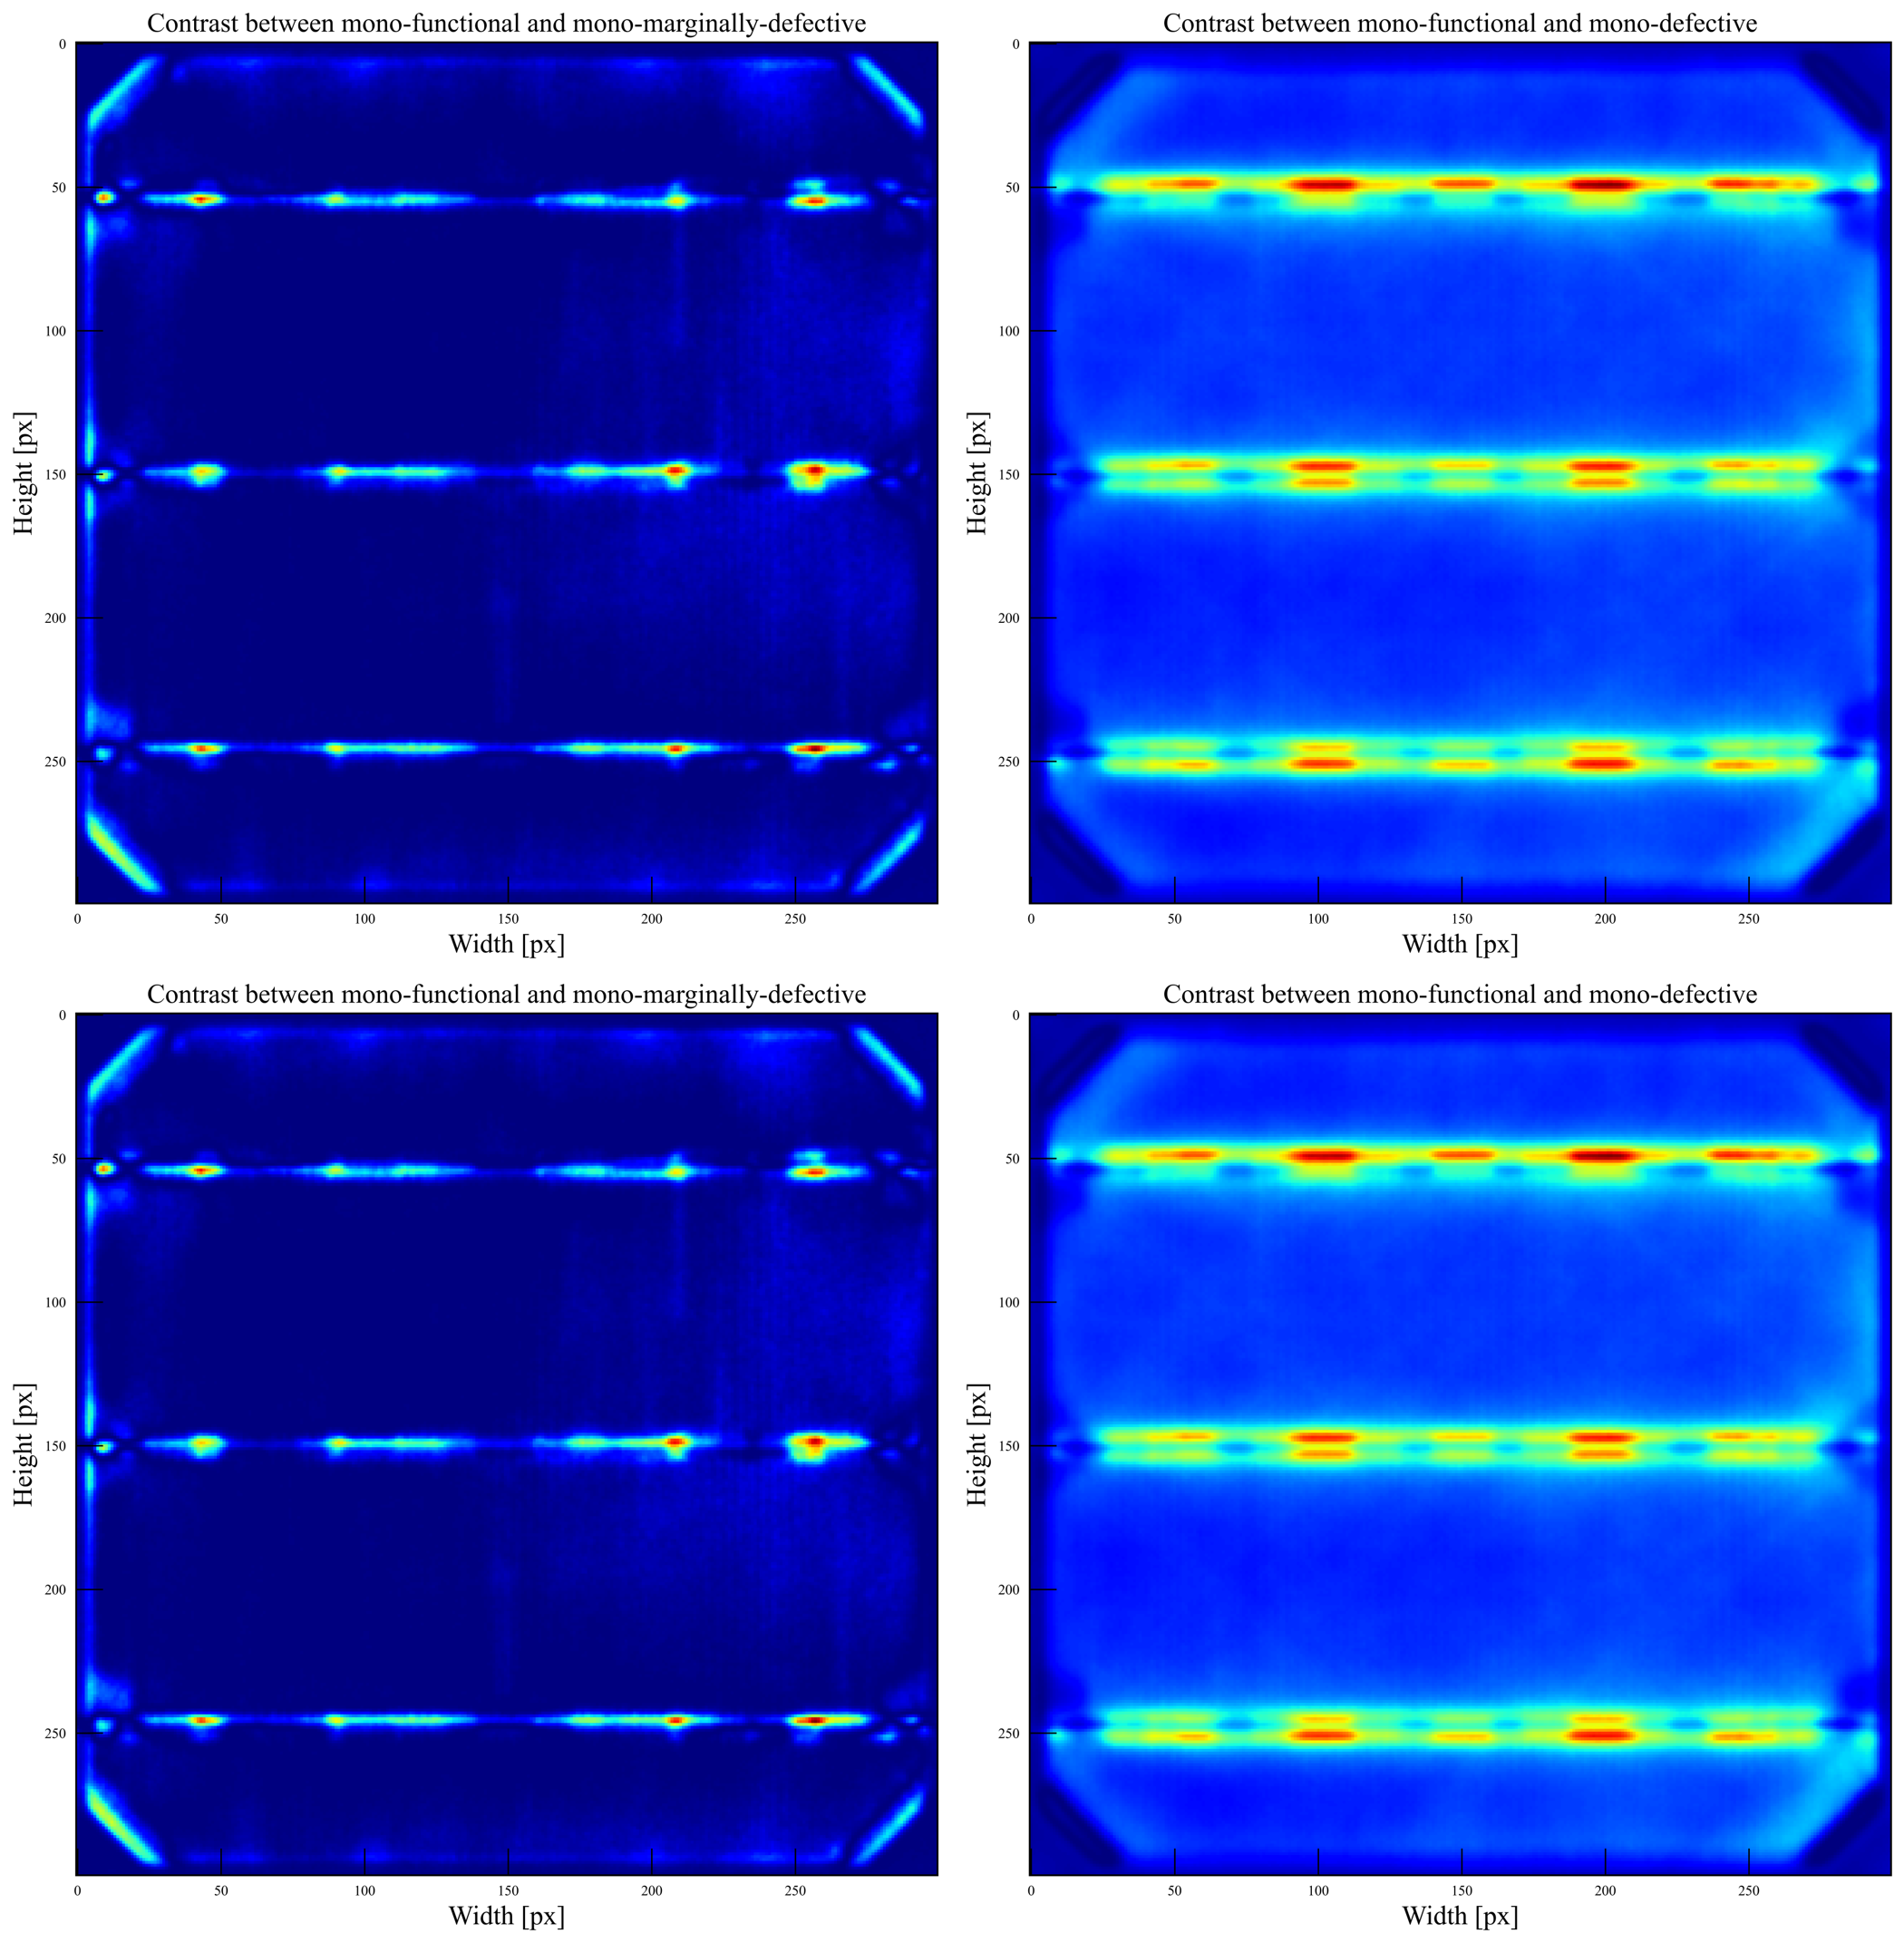 Contrast between mono-functional and mono-marginally-defective
0
50
100
150
200
250
Height [px]
0 50 100 150 200 250
Width [px]
Contrast between mono-functional and mono-defective
0
50
100
150
200
250
Height [px]
0 50 100 150 200 250
Width [px]
Contrast between mono-functional and mono-marginally-defective
0
50
100
150
200
250
Height [px]
0 50 100 150 200 250
Width [px]
Contrast between mono-functional and mono-defective
0
50
100
150
200
250
Height [px]
0 50 100 150 200 250
Width [px]